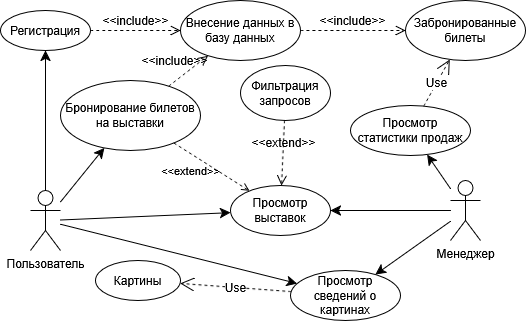 Регистрация
<<include>>
Внесение данных в
базу данных
<<include>>
Забронированные
билеты
<<include>>
Бронирование билетов
на выставки
Фильтрация
запросов
Use
Просмотр
статистики продаж
<<extend>>
<<extend>>
Просмотр
выставок
Пользователь
Менеджер
Картины
Use
Просмотр
сведений о
картинах